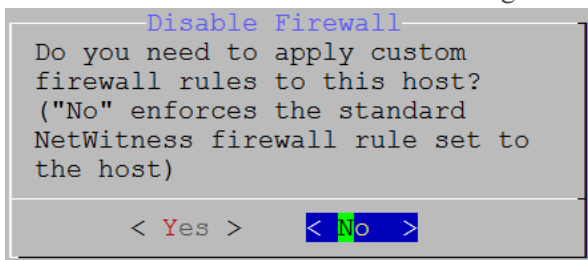 Disable Firewall
Do you need to apply custom
firewall rules to this host?
("No" enforces the standard
NetWitness firewall rule set to
the host)
< Yes > < No >